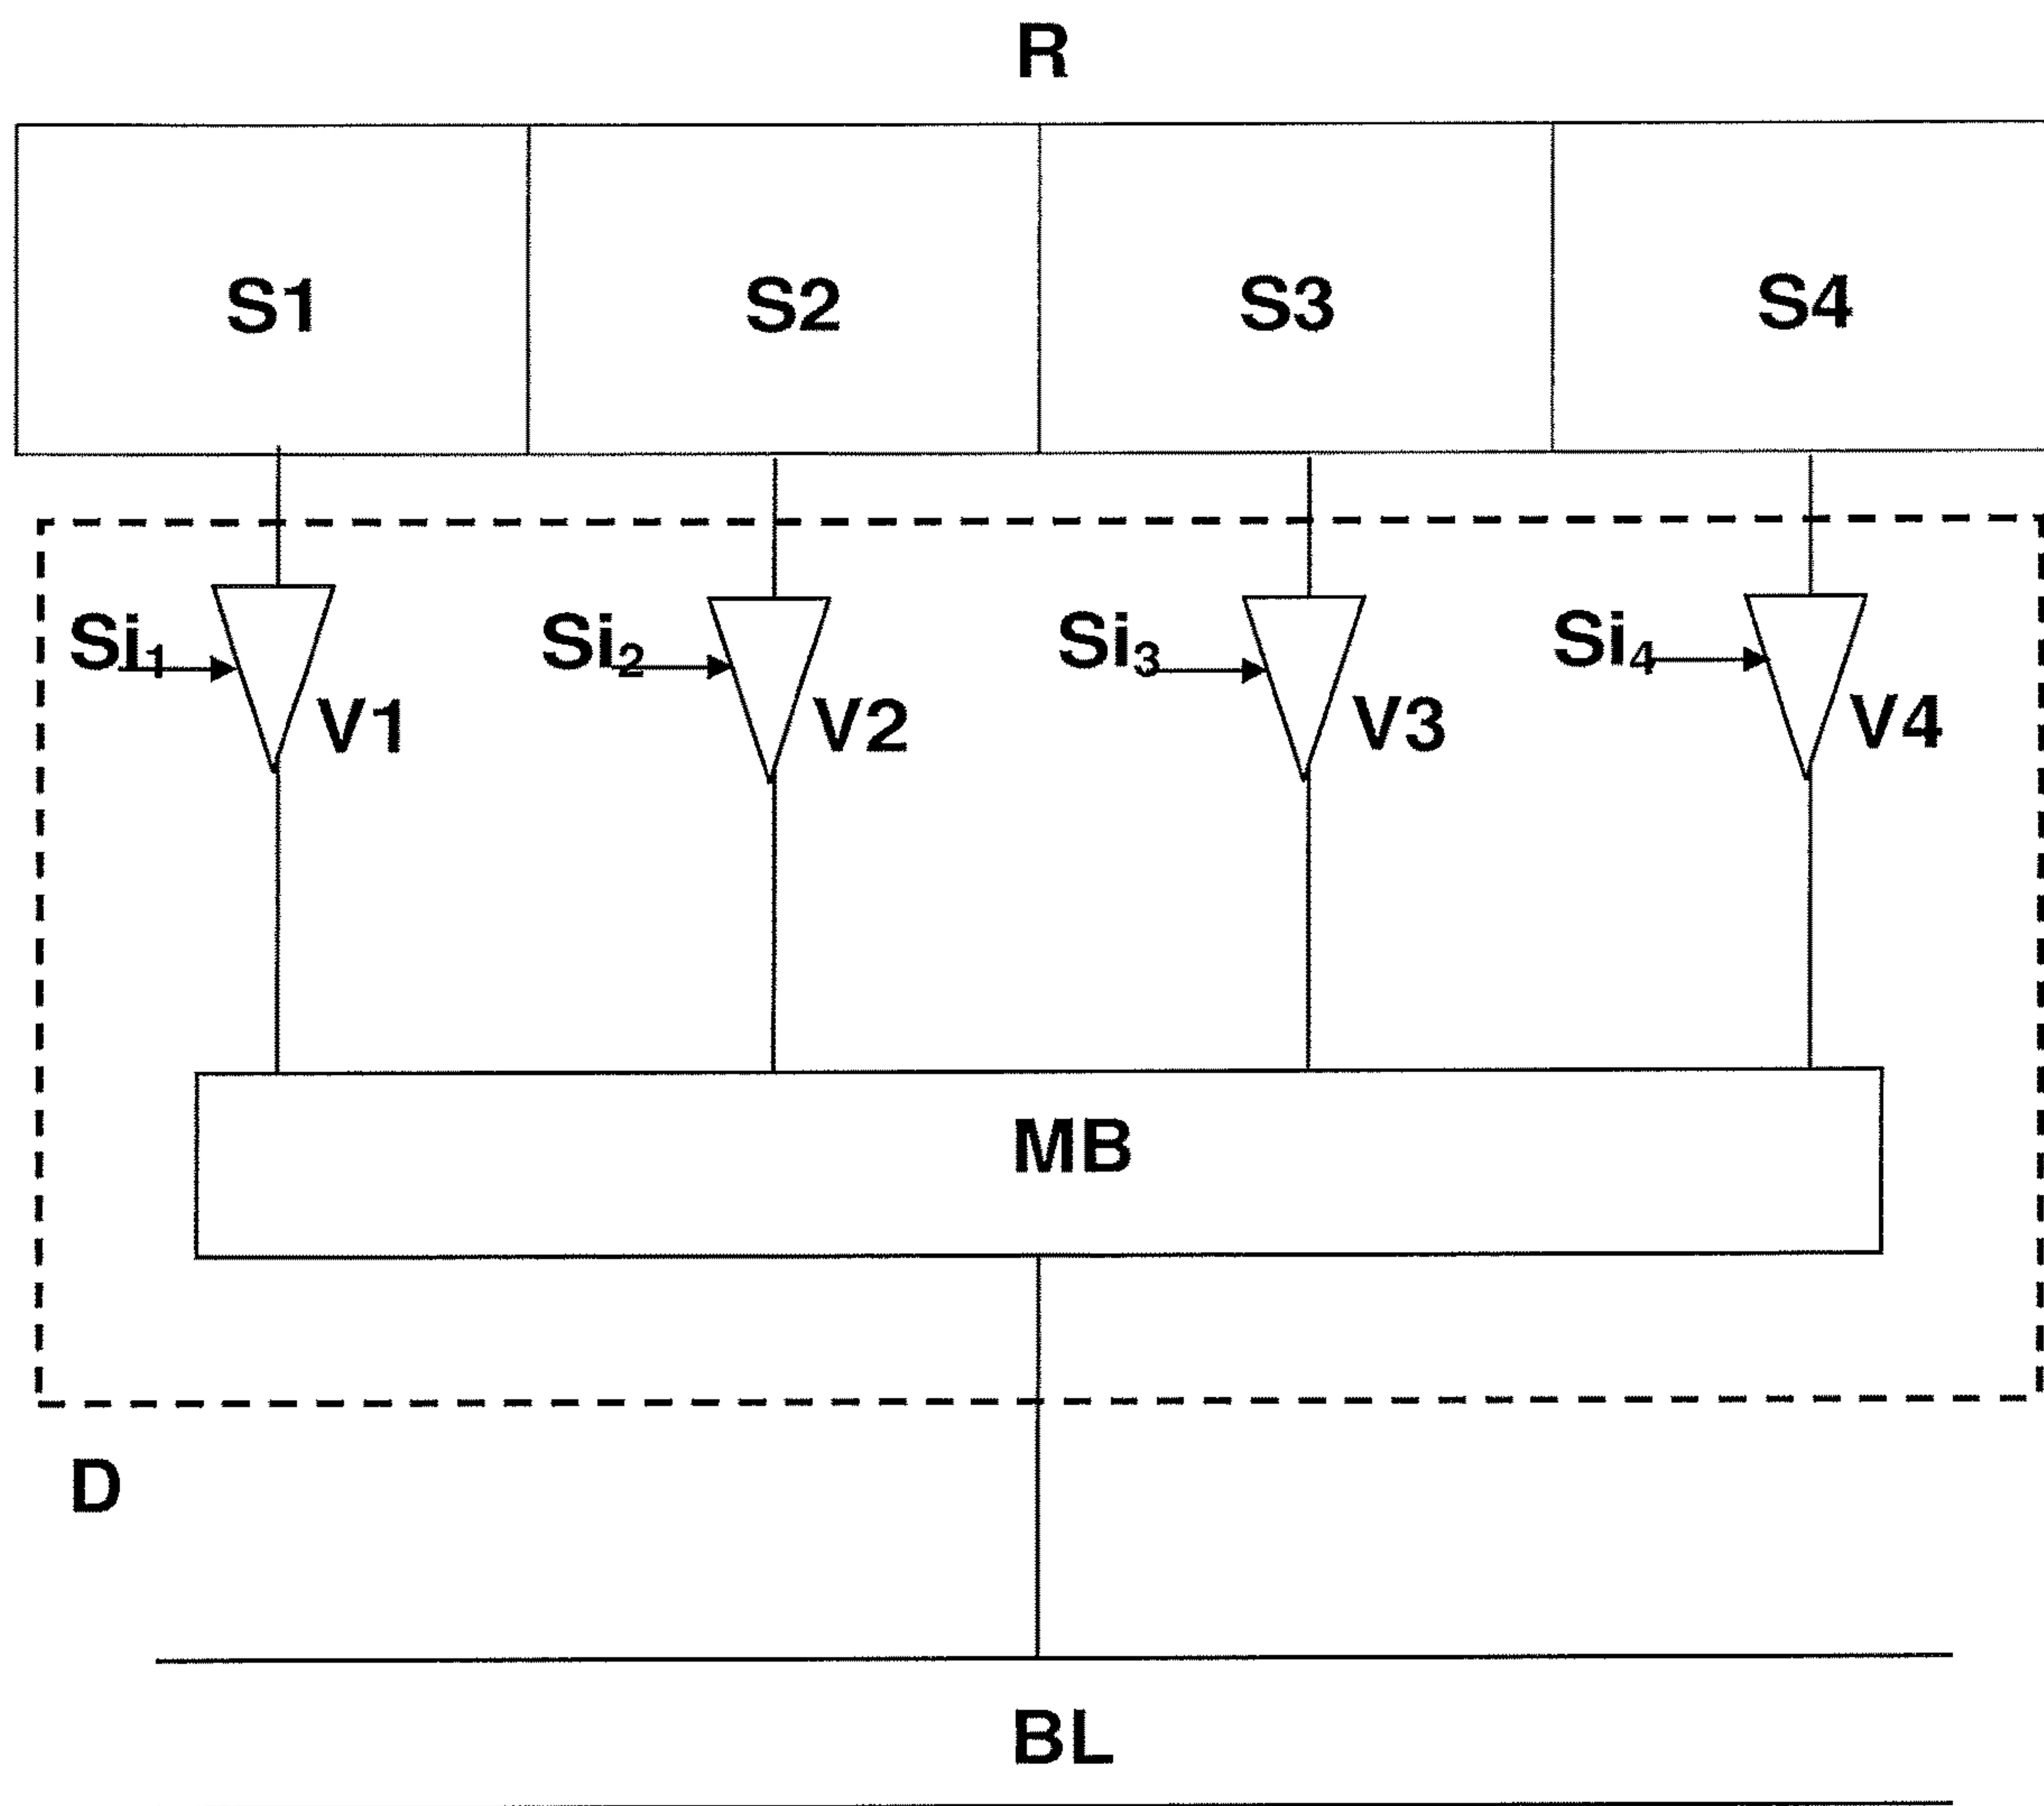 R
S1 S2 S3 S4
Si₁ Si₂ Si₃ Si₄
V1 V2 V3 V4
MB
D
BL